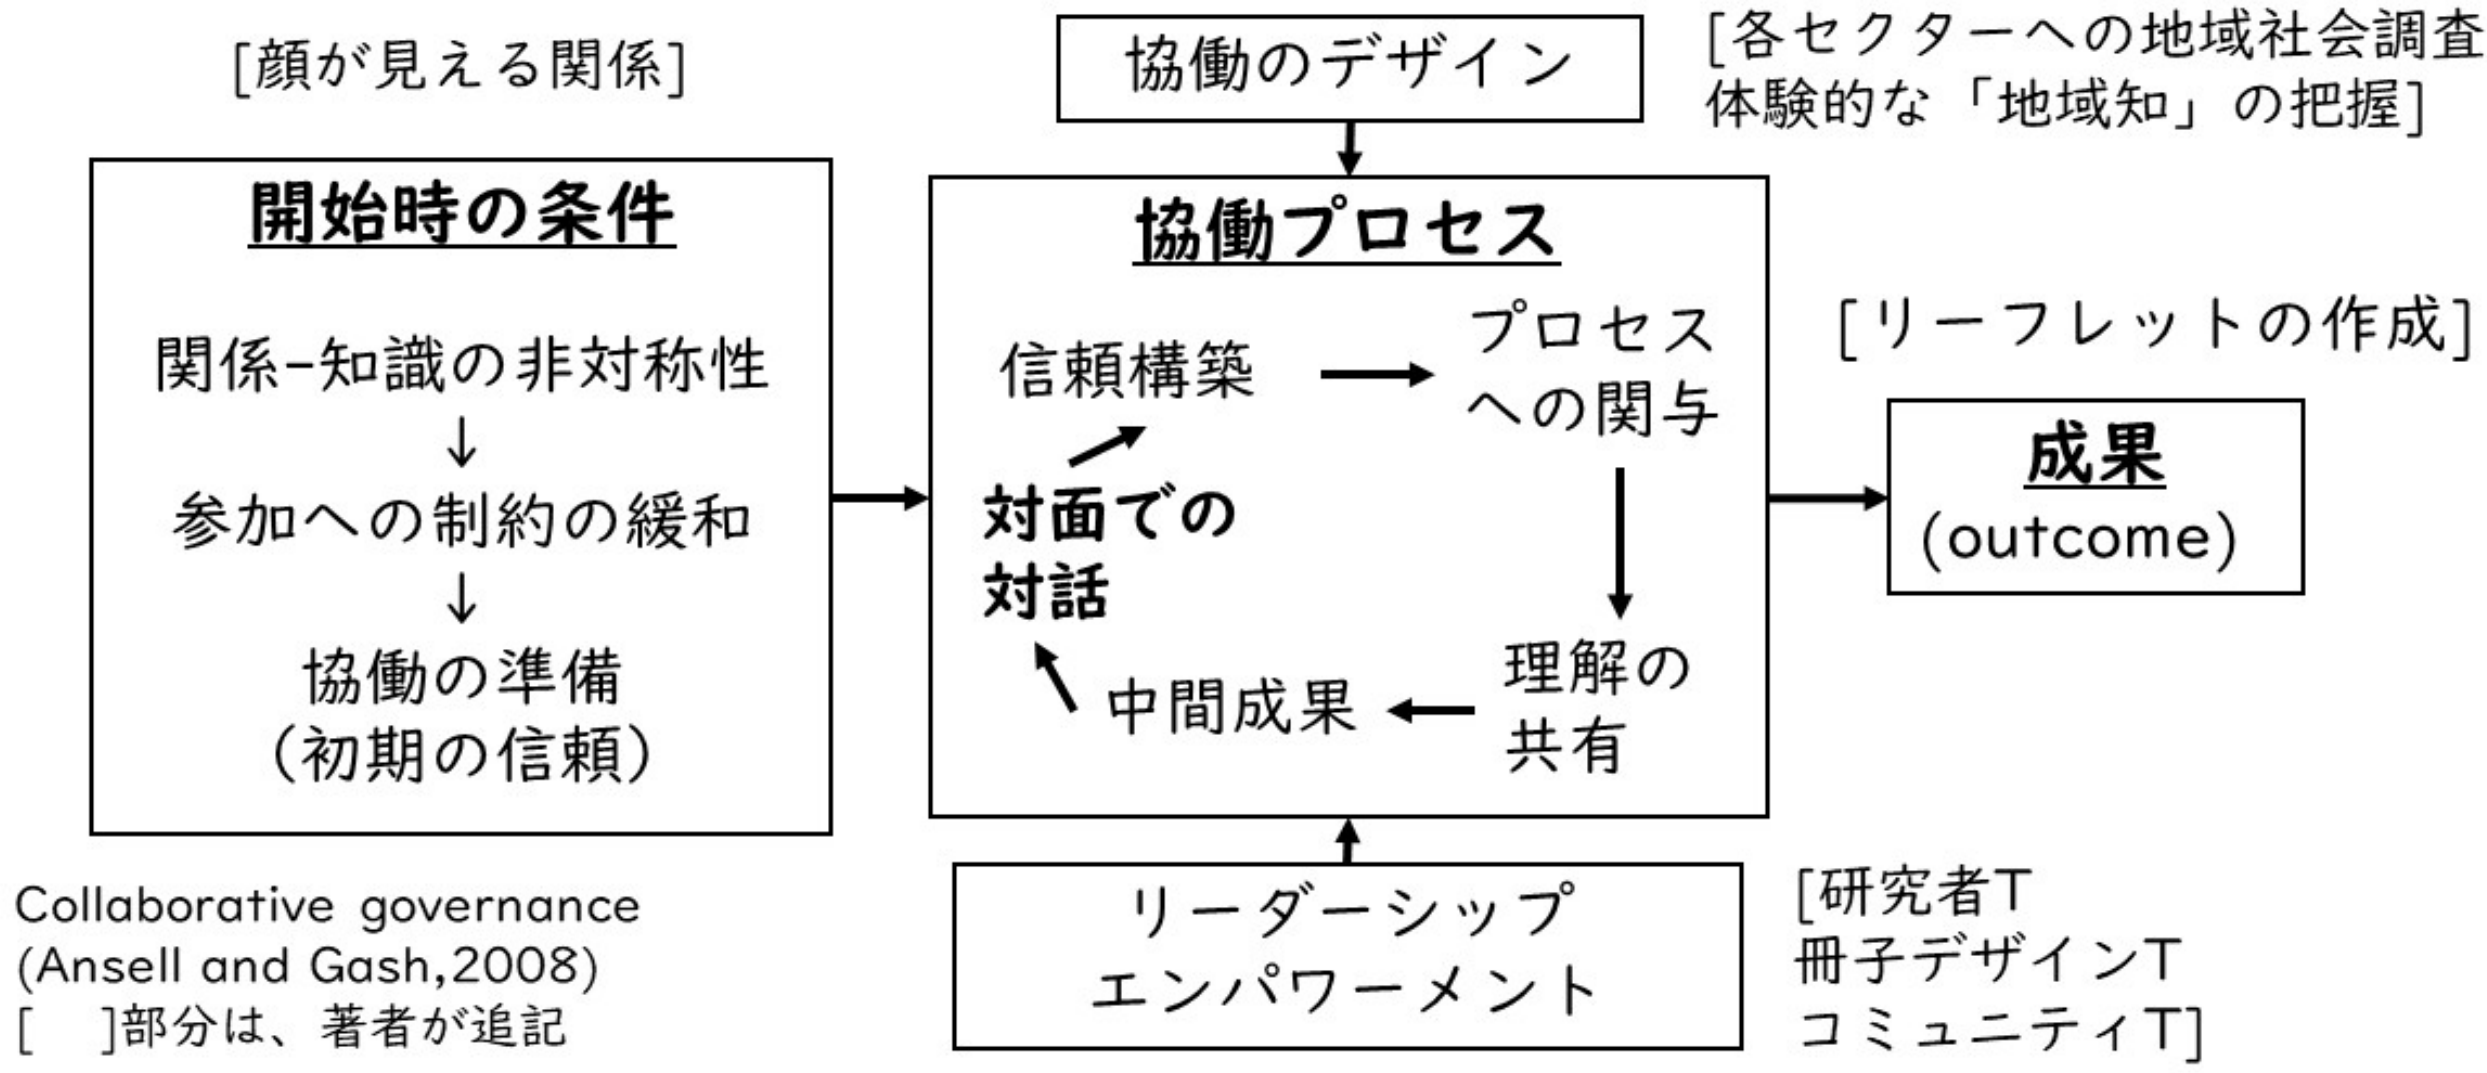 [顔が見える関係]
開始時の条件
関係-知識の非対称性
↓
参加への制約の緩和
↓
協働の準備
(初期の信頼)
協働のデザイン
[各セクターへの地域社会調査
体験的な「地域知」の把握]
協働プロセス
信頼構築
プロセス
への関与
対面での
対話
理解の
共有
中間成果
[リーフレットの作成]
成果
(outcome)
リーダーシップ
エンパワーメント
[研究者T
冊子デザインT
コミュニティT]
Collaborative governance
(Ansell and Gash,2008)
[　]部分は、著者が追記